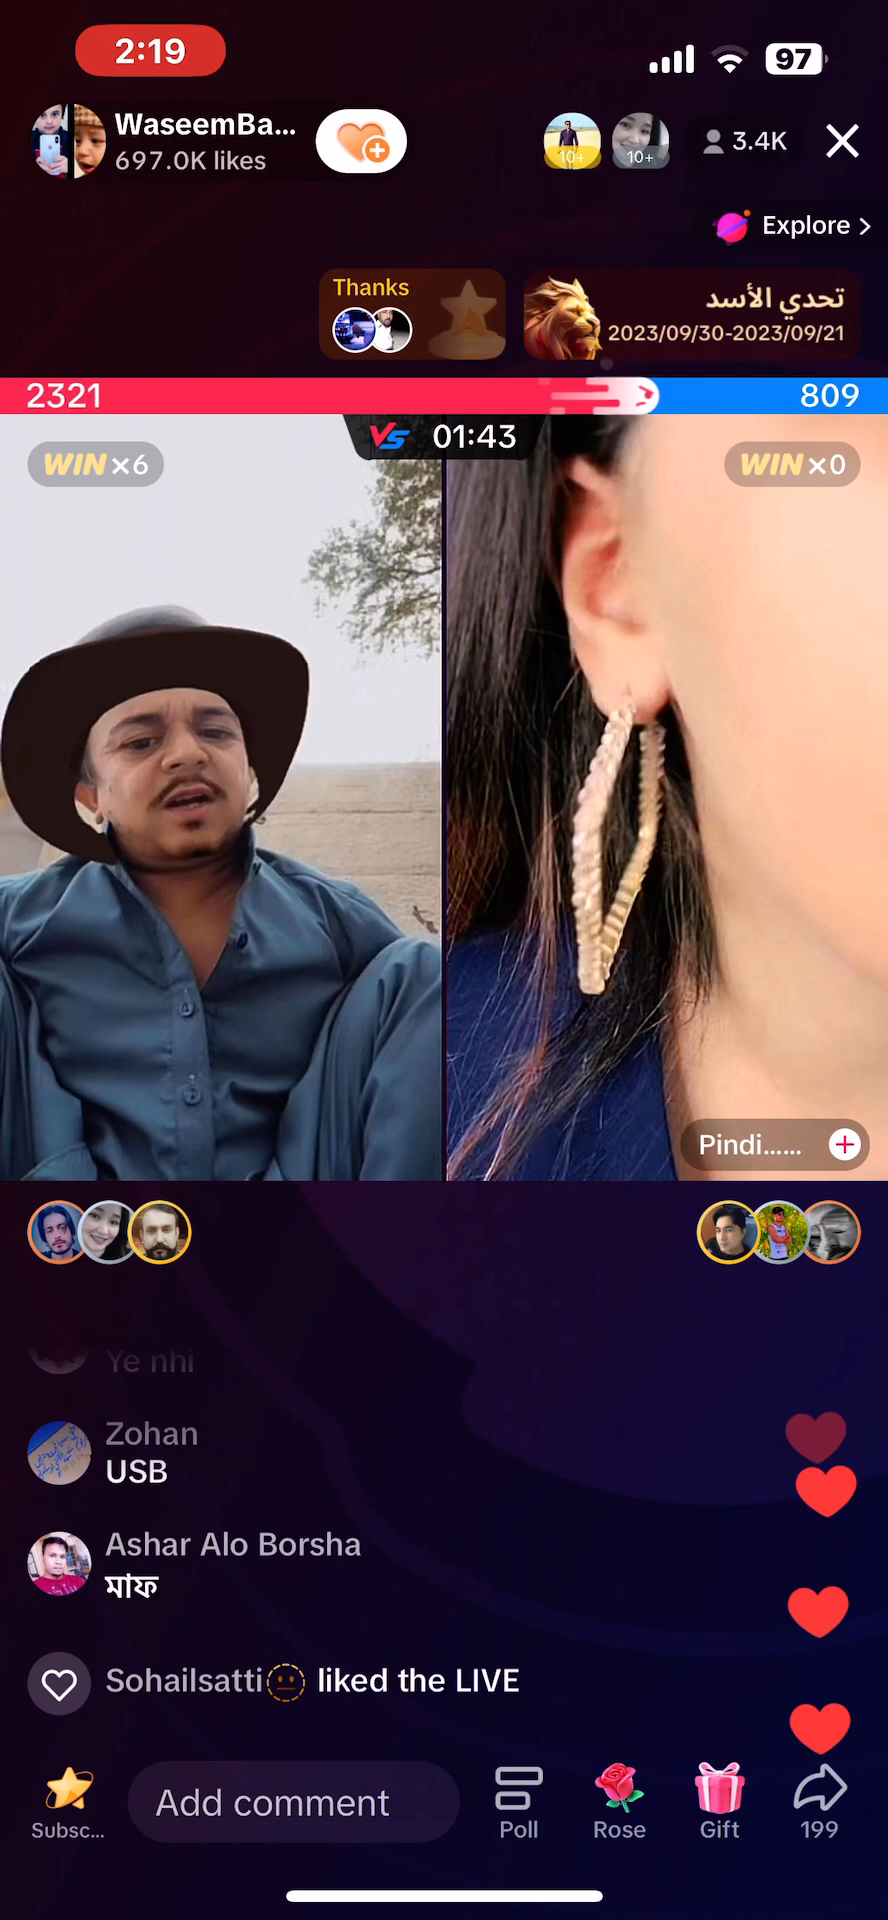 2:19
97
WaseemBa...
697.0K likes
10+
10+
3.4K
Explore >
Thanks
تحدي الأسد
2023/09/30-2023/09/21
2321
809
VS 01:43
WIN ×6
WIN ×0
Pindi......
Ye nhi
Zohan
USB
Ashar Alo Borsha
মাফ
Sohailsatti😐 liked the LIVE
Subsc...
Add comment
Poll
Rose
Gift
199